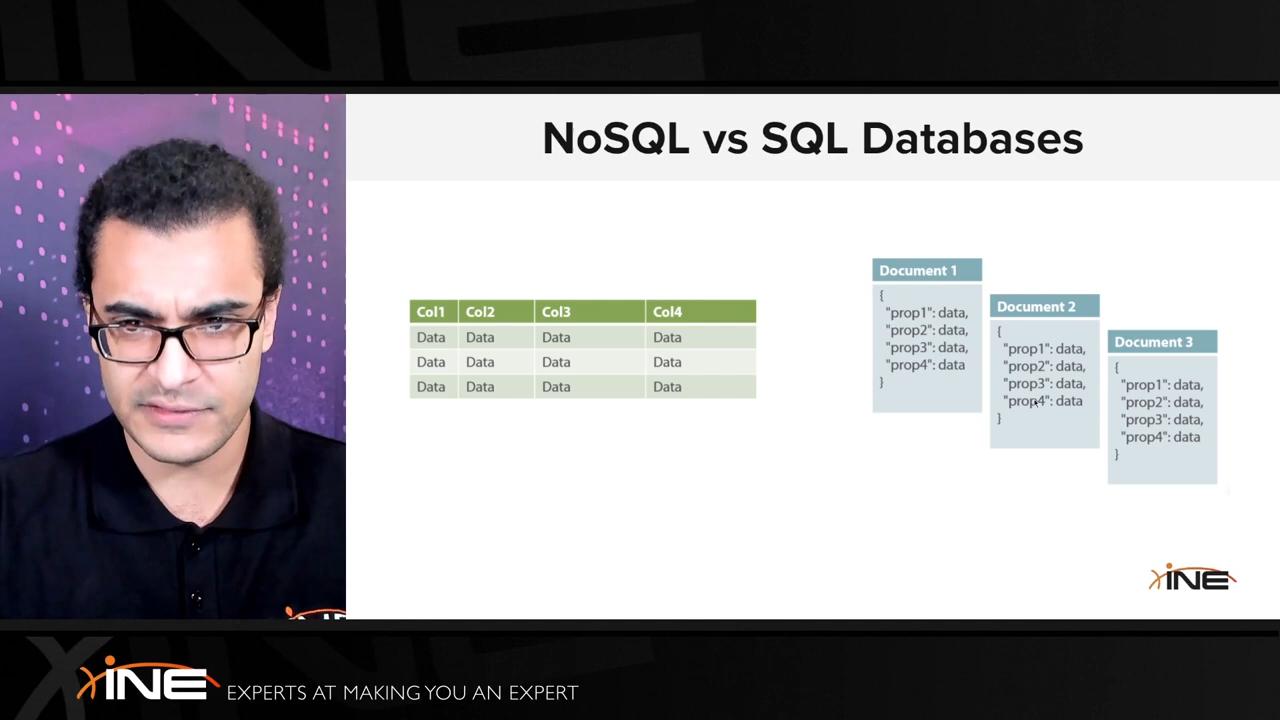 NoSQL vs SQL Databases
Col1 Col2 Col3 Col4
Data Data Data Data
Data Data Data Data
Data Data Data Data
Document 1
{
"prop1": data,
"prop2": data,
"prop3": data,
"prop4": data
}
Document 2
{
"prop1": data,
"prop2": data,
"prop3": data,
"prop4": data
}
Document 3
{
"prop1": data,
"prop2": data,
"prop3": data,
"prop4": data
}
INE
INE EXPERTS AT MAKING YOU AN EXPERT